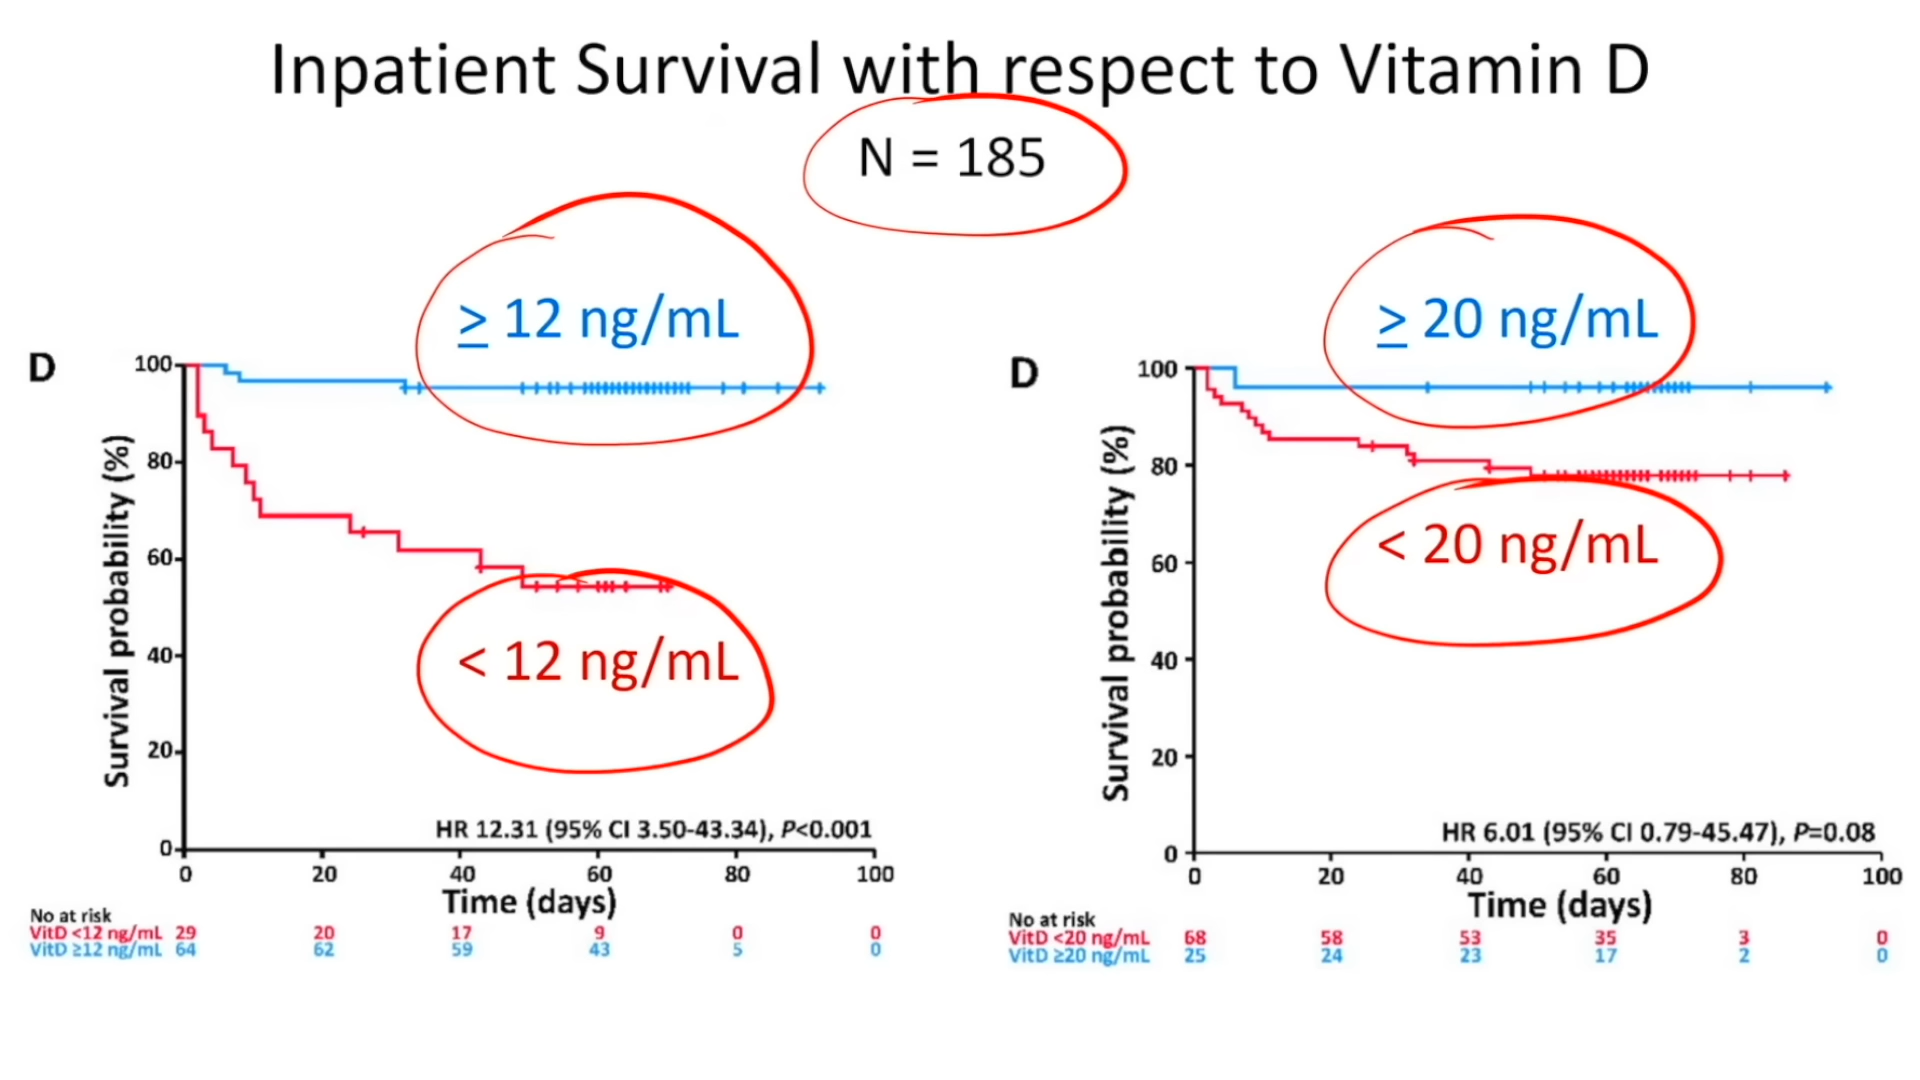 Inpatient Survival with respect to Vitamin D
N = 185
≥ 12 ng/mL
D
100
80
60
40
20
0
Survival probability (%)
< 12 ng/mL
HR 12.31 (95% CI 3.50-43.34), P<0.001
0 20 40 60 80 100
Time (days)
No at risk
VitD <12 ng/mL 29 20 17 9 0 0
VitD ≥12 ng/mL 64 62 59 43 5 0
≥ 20 ng/mL
D
100
80
60
40
20
0
Survival probability (%)
< 20 ng/mL
HR 6.01 (95% CI 0.79-45.47), P=0.08
0 20 40 60 80 100
Time (days)
No at risk
VitD <20 ng/mL 68 58 53 35 3 0
VitD ≥20 ng/mL 25 24 23 17 2 0